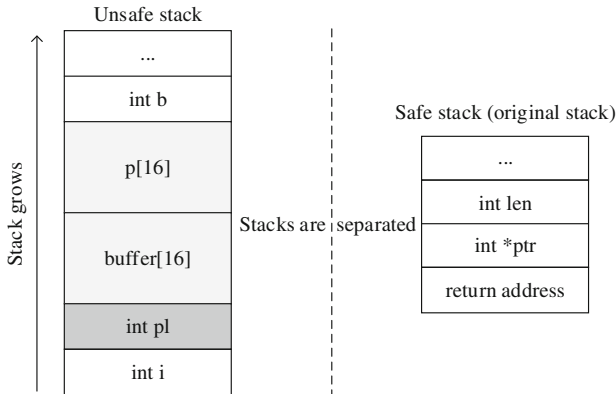 Unsafe stack
...
int b
p[16]
buffer[16]
int pl
int i
Stack grows
Stacks are separated
Safe stack (original stack)
...
int len
int *ptr
return address